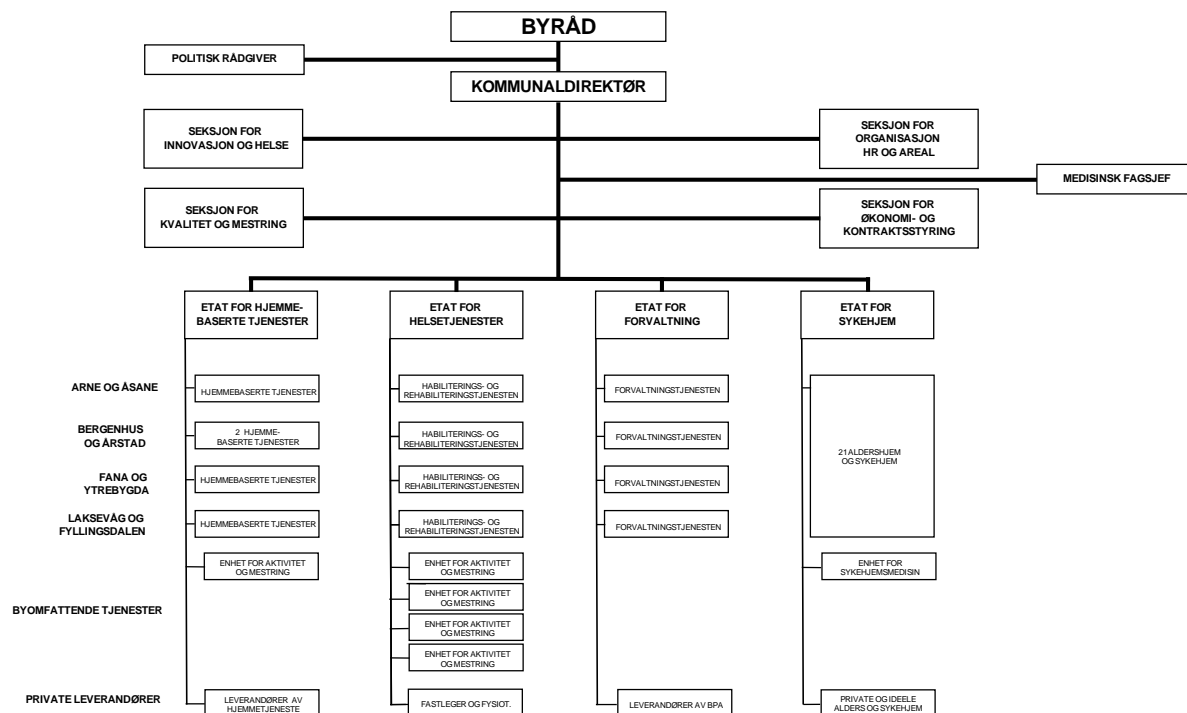 BYRÅD
POLITISK RÅDGIVER
KOMMUNALDIREKTØR
SEKSJON FOR
INNOVASJON OG HELSE
SEKSJON FOR
ORGANISASJON
HR OG AREAL
MEDISINSK FAGSJEF
SEKSJON FOR
KVALITET OG MESTRING
SEKSJON FOR
ØKONOMI- OG
KONTRAKTSSTYRING
ETAT FOR HJEMME-
BASERTE TJENESTER
ETAT FOR
HELSETJENESTER
ETAT FOR
FORVALTNING
ETAT FOR
SYKEHJEM
ARNE OG ÅSANE
HJEMMEBASERTE TJENESTER
HABILITERINGS- OG
REHABILITERINGSTJENESTEN
FORVALTNINGSTJENESTEN
21 ALDERSHJEM
OG SYKEHJEM
BERGENHUS
OG ÅRSTAD
2 HJEMME-
BASERTE TJENESTER
HABILITERINGS- OG
REHABILITERINGSTJENESTEN
FORVALTNINGSTJENESTEN
FANA OG
YTREBYGDA
HJEMMEBASERTE TJENESTER
HABILITERINGS- OG
REHABILITERINGSTJENESTEN
FORVALTNINGSTJENESTEN
LAKSEVÅG OG
FYLLINGSDALEN
HJEMMEBASERTE TJENESTER
HABILITERINGS- OG
REHABILITERINGSTJENESTEN
FORVALTNINGSTJENESTEN
ENHET FOR AKTIVITET
OG MESTRING
ENHET FOR AKTIVITET
OG MESTRING
ENHET FOR
SYKEHJEMSMEDISIN
BYOMFATTENDE TJENESTER
ENHET FOR AKTIVITET
OG MESTRING
ENHET FOR AKTIVITET
OG MESTRING
ENHET FOR AKTIVITET
OG MESTRING
PRIVATE LEVERANDØRER
LEVERANDØRER AV
HJEMMETJENESTE
FASTLEGER OG FYSIOT.
LEVERANDØRER AV BPA
PRIVATE OG IDEELE
ALDERS OG SYKEHJEM